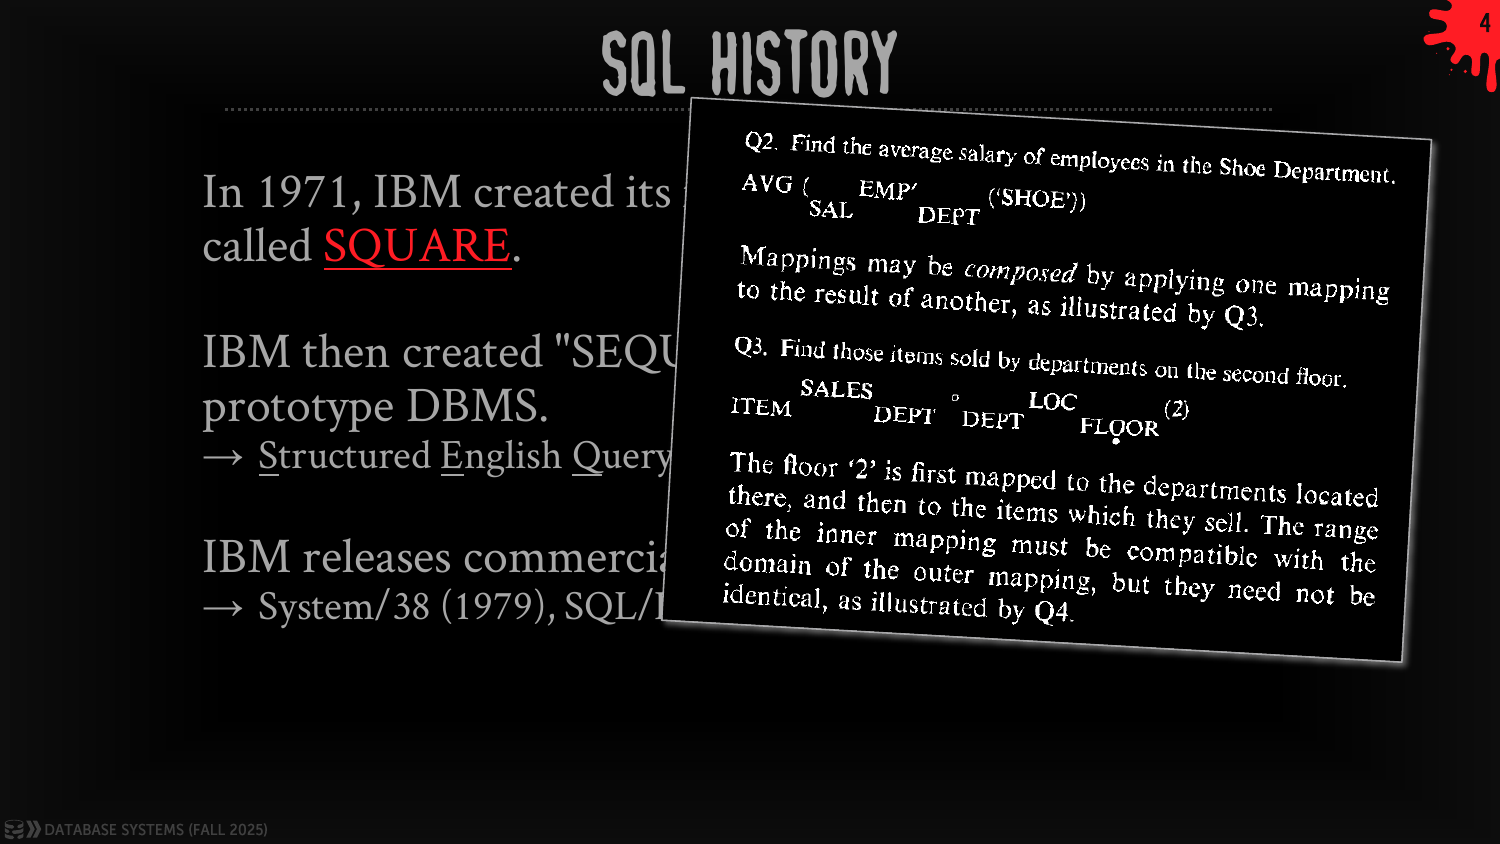 4
SQL HISTORY
In 1971, IBM created its
called SQUARE.
IBM then created "SEQU
prototype DBMS.
→ Structured English Query
IBM releases commercia
→ System/38 (1979), SQL/
Q2. Find the average salary of employees in the Shoe Department.
AVG ( SAL EMP' DEPT ('SHOE'))
Mappings may be composed by applying one mapping
to the result of another, as illustrated by Q3.
Q3. Find those items sold by departments on the second floor.
ITEM SALES DEPT ° DEPT LOC FLOOR (2)
The floor '2' is first mapped to the departments located
there, and then to the items which they sell. The range
of the inner mapping must be compatible with the
domain of the outer mapping, but they need not be
identical, as illustrated by Q4.
DATABASE SYSTEMS (FALL 2025)